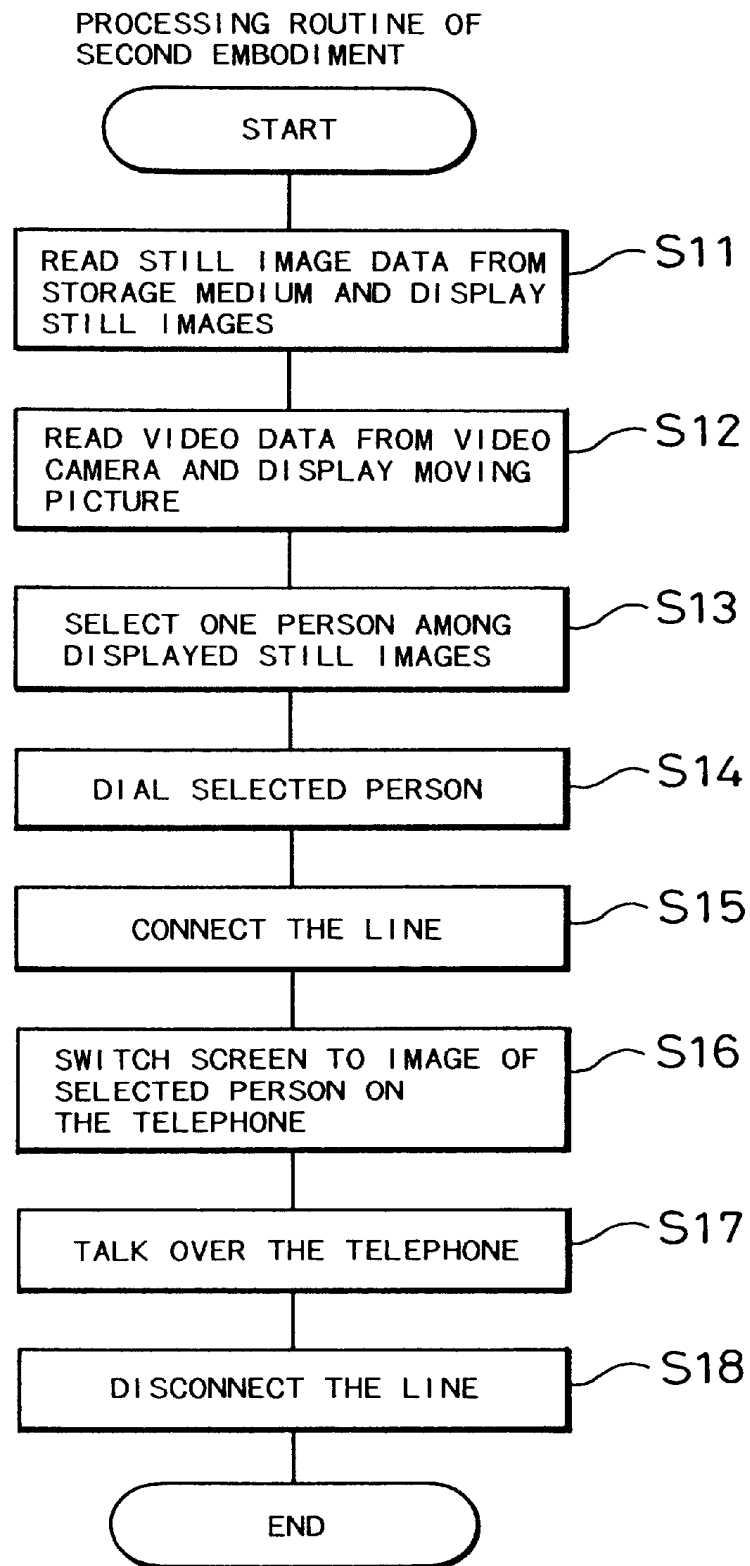 PROCESSING ROUTINE OF
SECOND EMBODIMENT
START
READ STILL IMAGE DATA FROM
STORAGE MEDIUM AND DISPLAY
STILL IMAGES
S11
READ VIDEO DATA FROM VIDEO
CAMERA AND DISPLAY MOVING
PICTURE
S12
SELECT ONE PERSON AMONG
DISPLAYED STILL IMAGES
S13
DIAL SELECTED PERSON
S14
CONNECT THE LINE
S15
SWITCH SCREEN TO IMAGE OF
SELECTED PERSON ON
THE TELEPHONE
S16
TALK OVER THE TELEPHONE
S17
DISCONNECT THE LINE
S18
END